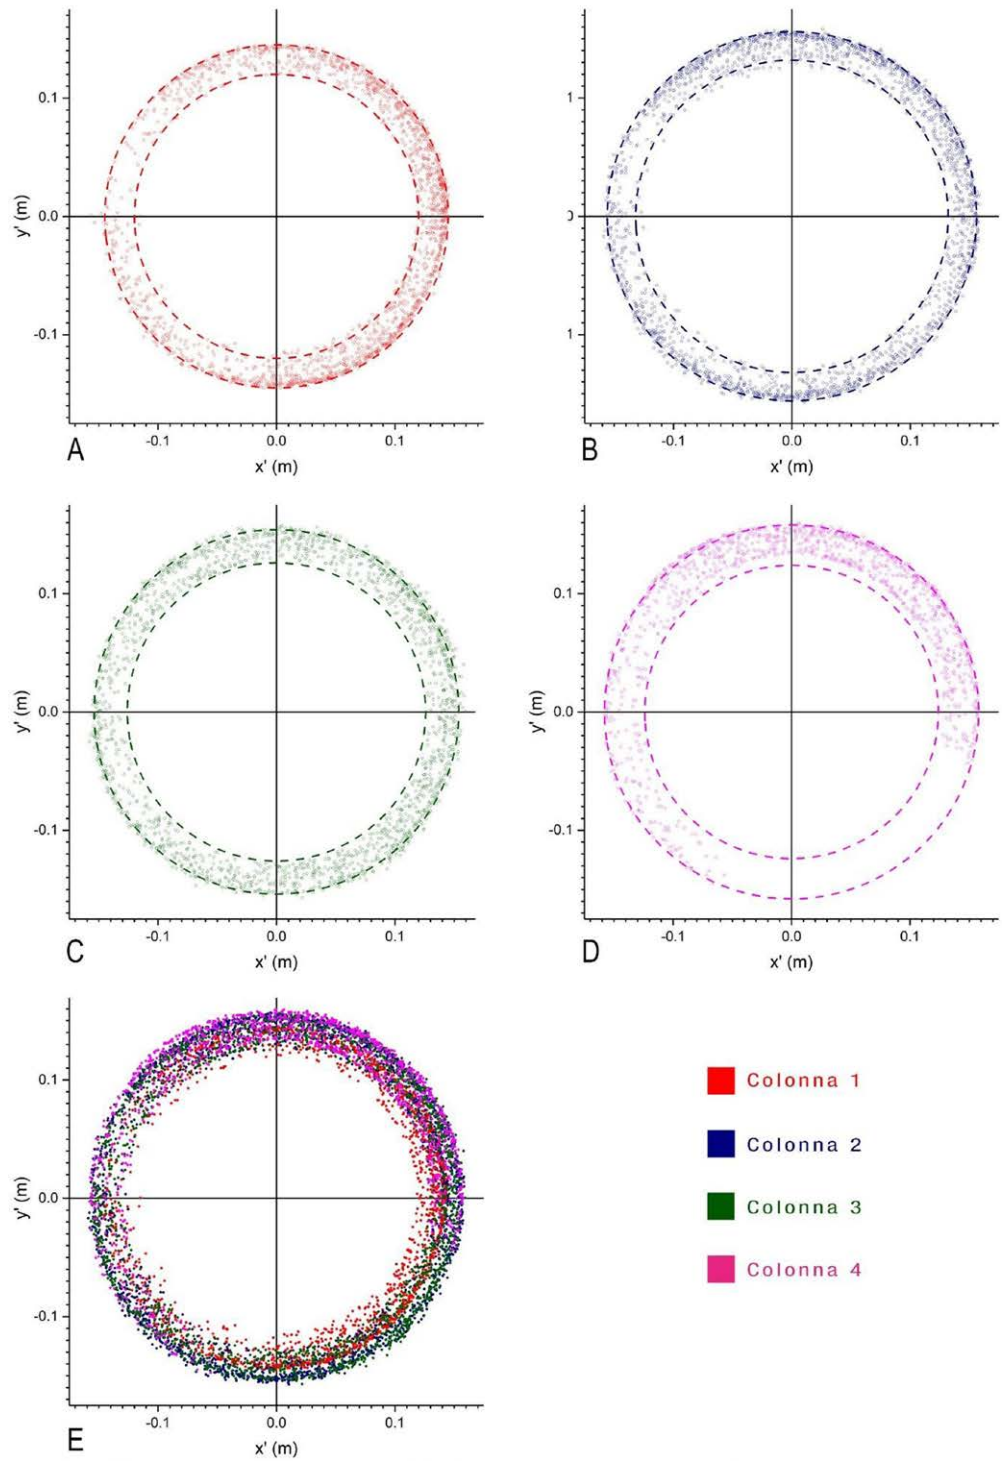 0.1
0.0
-0.1
y' (m)
-0.1 0.0 0.1
x' (m)
A
1
0
1
-0.1 0.0 0.1
x' (m)
B
0.1
0.0
-0.1
y' (m)
-0.1 0.0 0.1
x' (m)
C
0.1
0.0
-0.1
y' (m)
-0.1 0.0 0.1
x' (m)
D
0.1
0.0
-0.1
y' (m)
-0.1 0.0 0.1
x' (m)
E
Colonna 1
Colonna 2
Colonna 3
Colonna 4